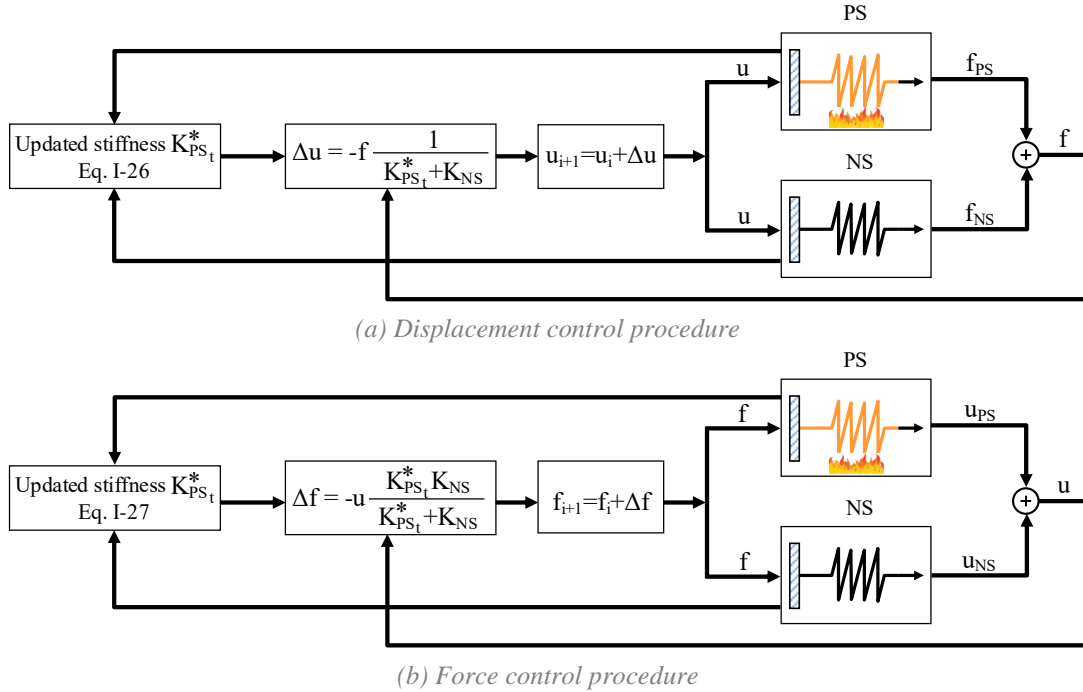 PS
u
f_PS
Updated stiffness K*_PS_t
Eq. I-26
Δu = -f 1/(K*_PS_t+K_NS)
u_i+1=u_i+Δu
+
f
NS
u
f_NS
(a) Displacement control procedure
PS
f
u_PS
Updated stiffness K*_PS_t
Eq. I-27
Δf = -u K*_PS_t K_NS/(K*_PS_t+K_NS)
f_i+1=f_i+Δf
+
u
NS
f
u_NS
(b) Force control procedure